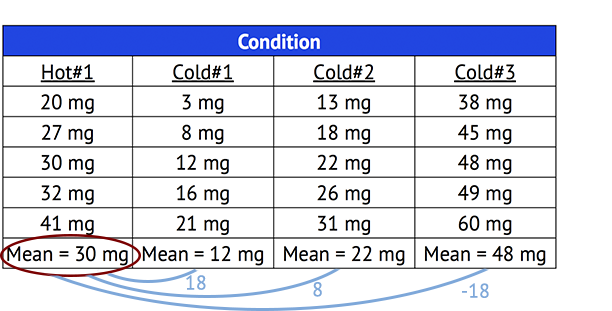 Condition
Hot#1 Cold#1 Cold#2 Cold#3
20 mg 3 mg 13 mg 38 mg
27 mg 8 mg 18 mg 45 mg
30 mg 12 mg 22 mg 48 mg
32 mg 16 mg 26 mg 49 mg
41 mg 21 mg 31 mg 60 mg
Mean = 30 mg Mean = 12 mg Mean = 22 mg Mean = 48 mg
18 8 -18